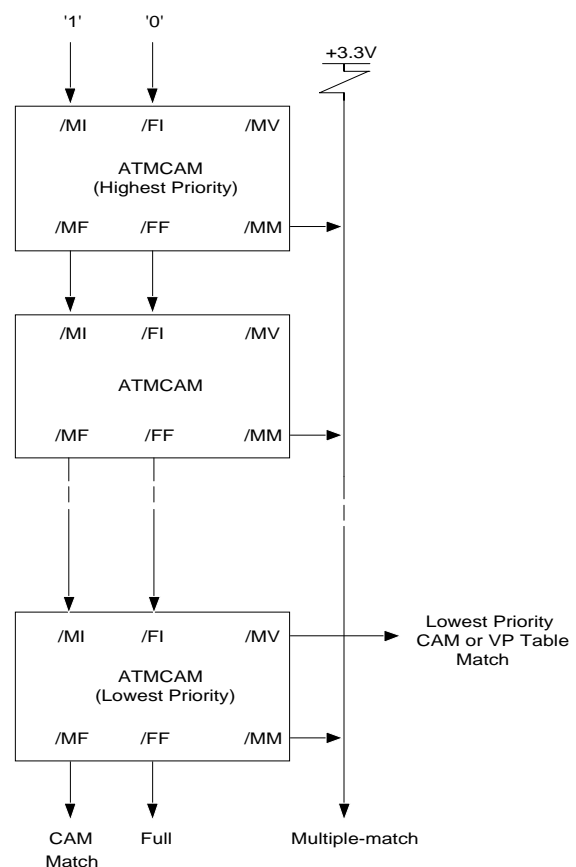 '1' '0'
+3.3V
/MI /FI /MV
ATMCAM
(Highest Priority)
/MF /FF /MM
/MI /FI /MV
ATMCAM
/MF /FF /MM
/MI /FI /MV
ATMCAM
(Lowest Priority)
/MF /FF /MM
Lowest Priority
CAM or VP Table
Match
CAM
Match
Full
Multiple-match